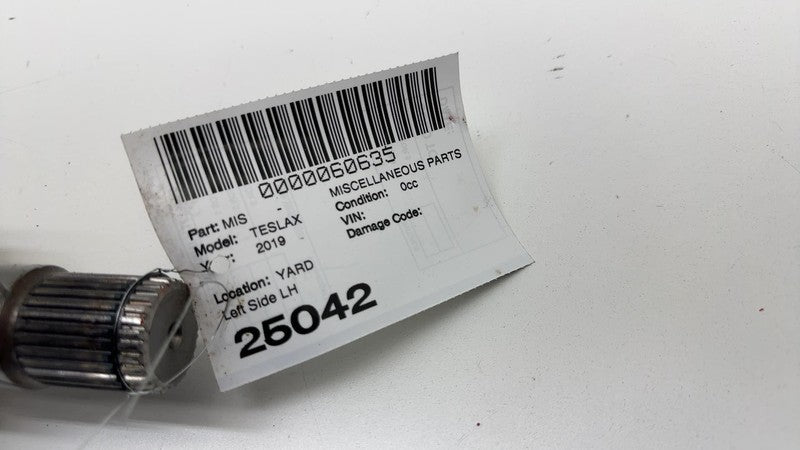 0000060635
Part: MIS - MISCELLANEOUS PARTS
Model: TESLAX Condition: 0cc
Year: 2019 VIN:
Damage Code:
Location: YARD
Left Side LH
25042